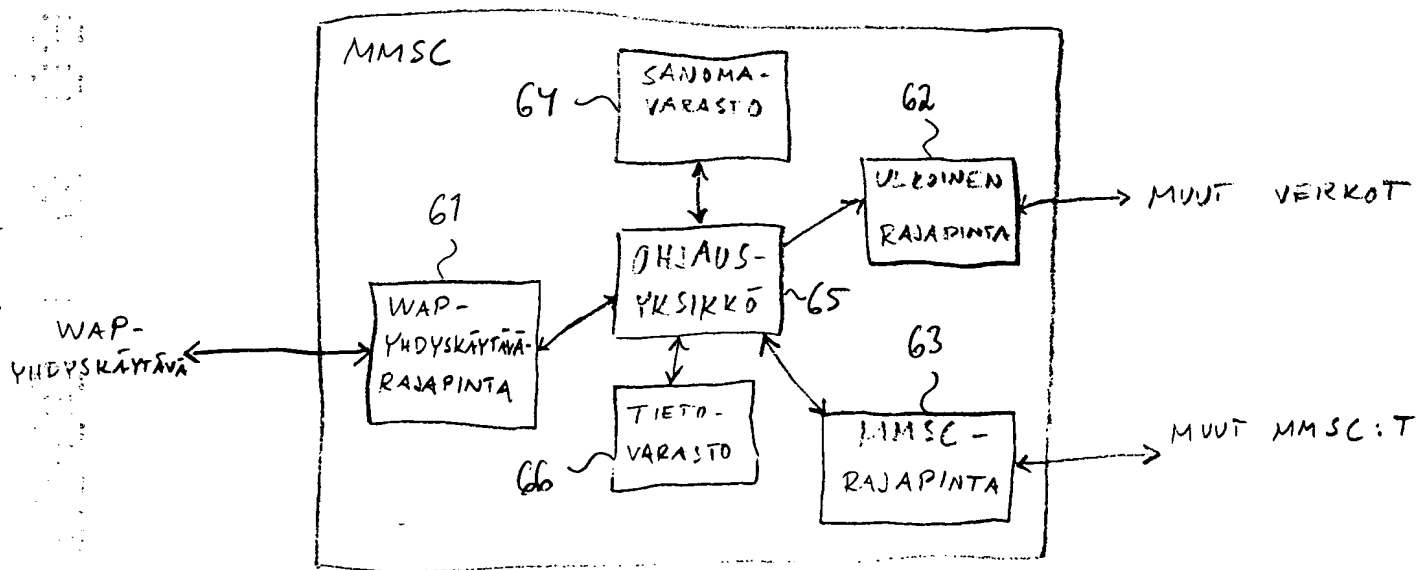 MMSC
SANOMA-
VARASTO
64
62
ULKOINEN
RAJAPINTA
MUUT VERKOT
61
OHJAUS-
YKSIKKÖ
65
WAP-
YHDYSKÄYTÄVÄ-
RAJAPINTA
WAP-
YHDYSKÄYTÄVÄ
63
MMSC-
RAJAPINTA
MUUT MMSC:T
TIETO-
VARASTO
66